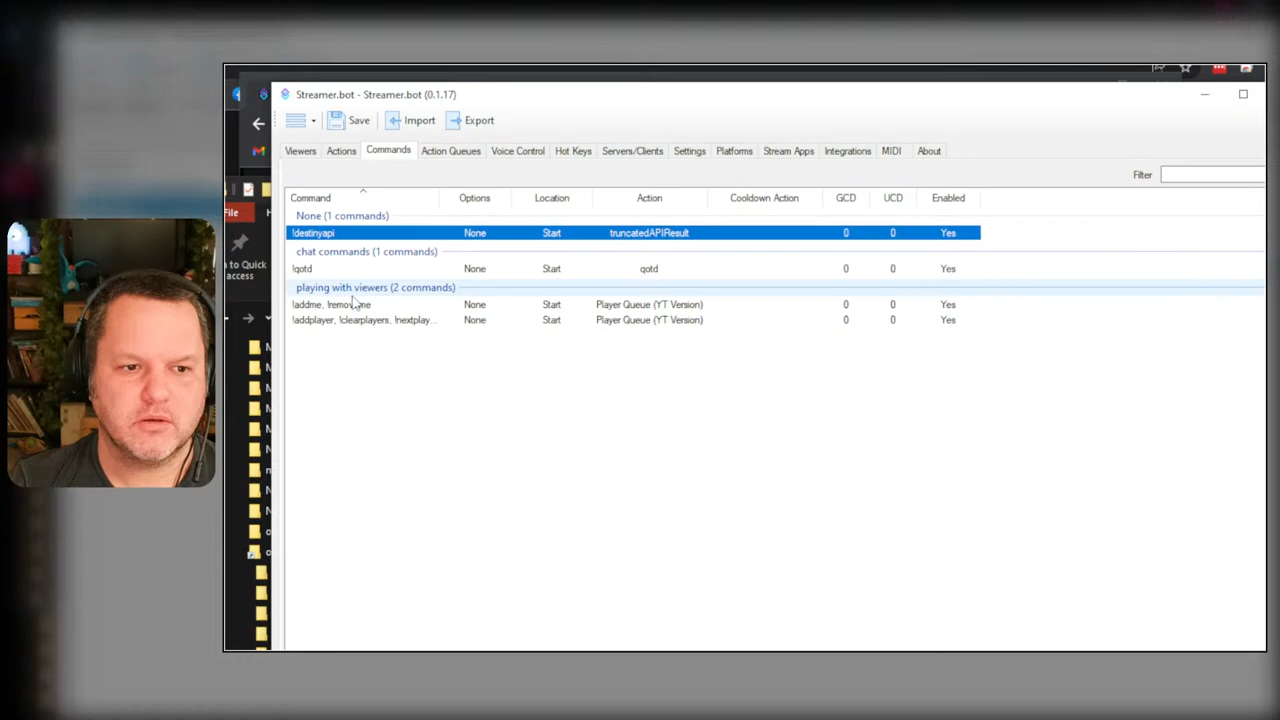 Streamer.bot - Streamer.bot (0.1.17)
Save Import Export
Viewers Actions Commands Action Queues Voice Control Hot Keys Servers/Clients Settings Platforms Stream Apps Integrations MIDI About
Filter
Command Options Location Action Cooldown Action GCD UCD Enabled
None (1 commands)
!destinyapi None Start truncatedAPIResult 0 0 Yes
chat commands (1 commands)
!qotd None Start qotd 0 0 Yes
playing with viewers (2 commands)
!addme, !removeme None Start Player Queue (YT Version) 0 0 Yes
!addplayer, !clearplayers, !nextplay... None Start Player Queue (YT Version) 0 0 Yes
File
to Quick
access